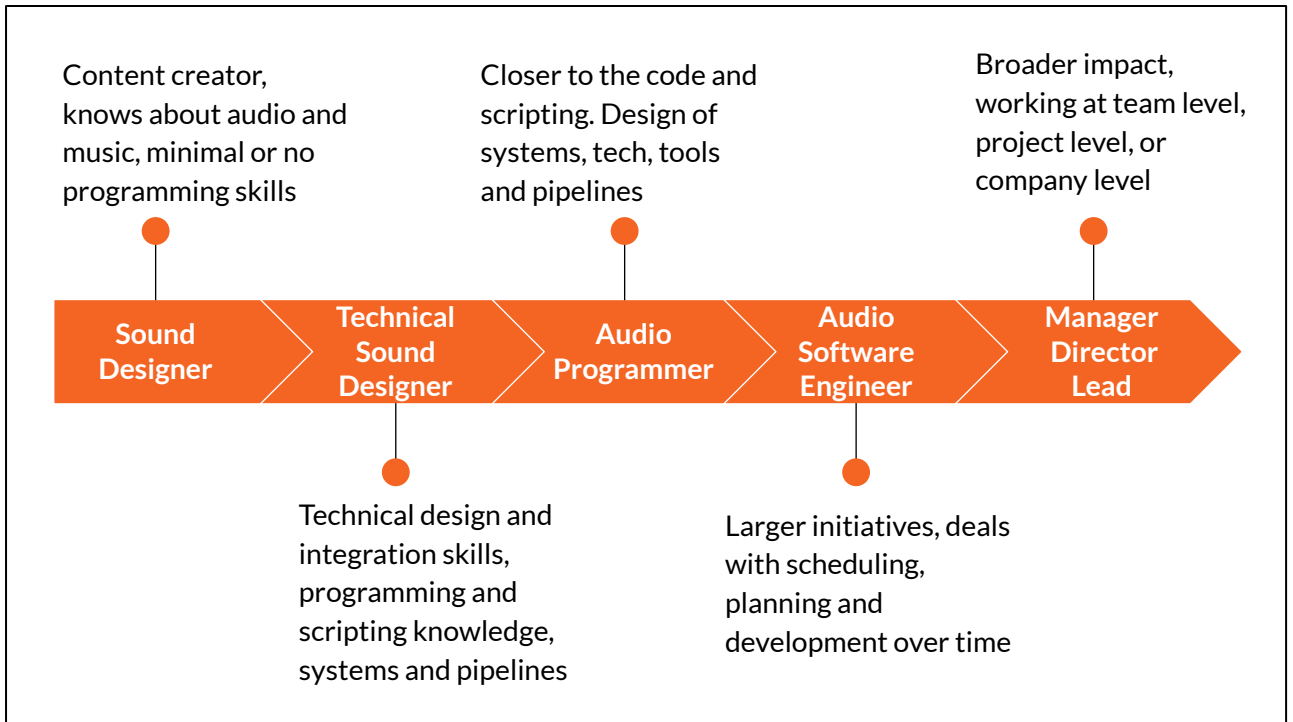 Content creator,
knows about audio and
music, minimal or no
programming skills
Closer to the code and
scripting. Design of
systems, tech, tools
and pipelines
Broader impact,
working at team level,
project level, or
company level
Sound
Designer
Technical
Sound
Designer
Audio
Programmer
Audio
Software
Engineer
Manager
Director
Lead
Technical design and
integration skills,
programming and
scripting knowledge,
systems and pipelines
Larger initiatives, deals
with scheduling,
planning and
development over time